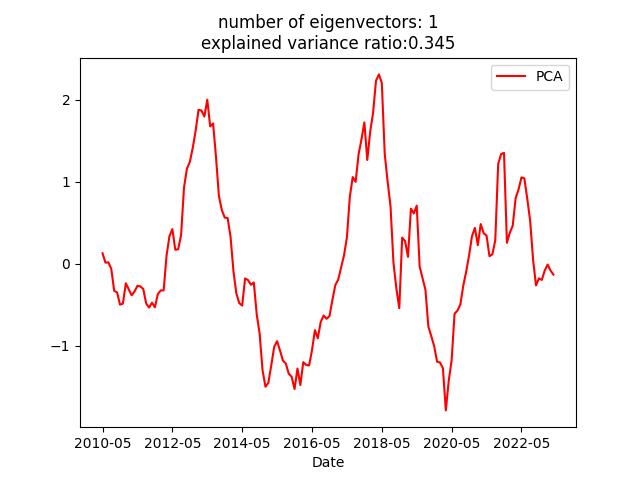 number of eigenvectors: 1
explained variance ratio:0.345
PCA
2
1
0
−1
2010-05 2012-05 2014-05 2016-05 2018-05 2020-05 2022-05
Date